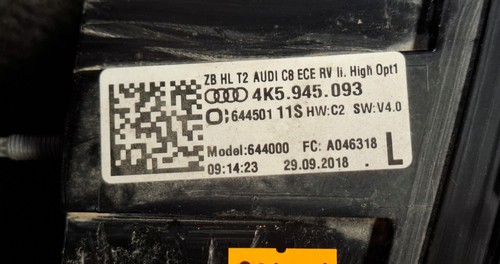 ZB HL T2 AUDI C8 ECE RV li. High Opt1
4K5.945.093
:644501 11S HW:C2 SW:V4.0
Model:644000 FC: A046318
09:14:23 29.09.2018 . L